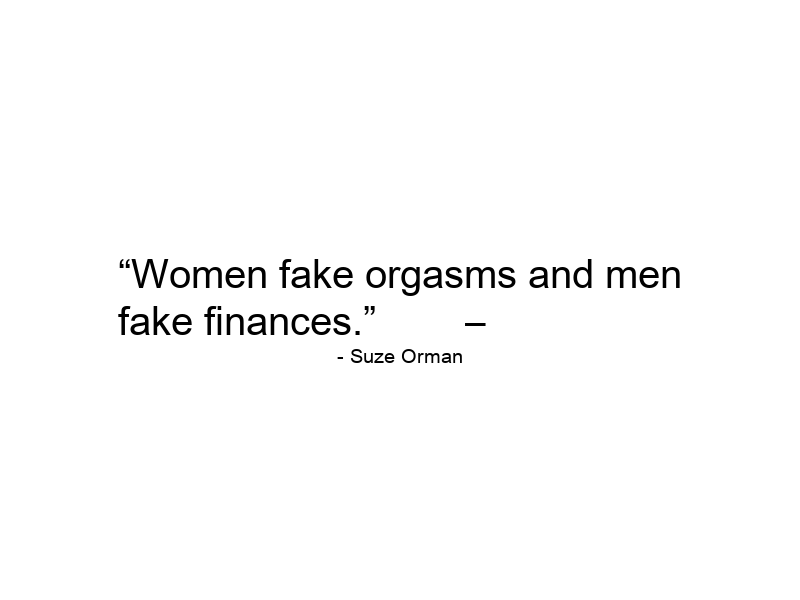 “Women fake orgasms and men
fake finances.” –
- Suze Orman